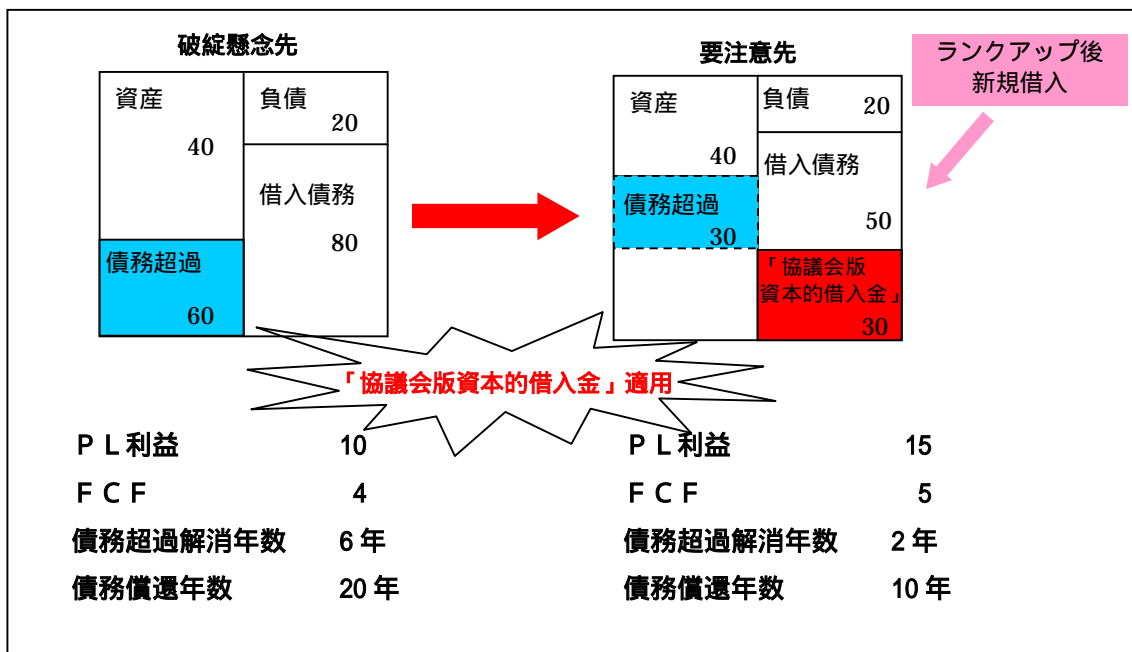 破綻懸念先
資産
40
債務超過
60
負債
20
借入債務
80
要注意先
資産
40
債務超過
30
負債
20
借入債務
50
「協議会版
資本的借入金」
30
ランクアップ後
新規借入
「協議会版資本的借入金」適用
ＰＬ利益 10
ＦＣＦ 4
債務超過解消年数 6 年
債務償還年数 20 年
ＰＬ利益 15
ＦＣＦ 5
債務超過解消年数 2 年
債務償還年数 10 年